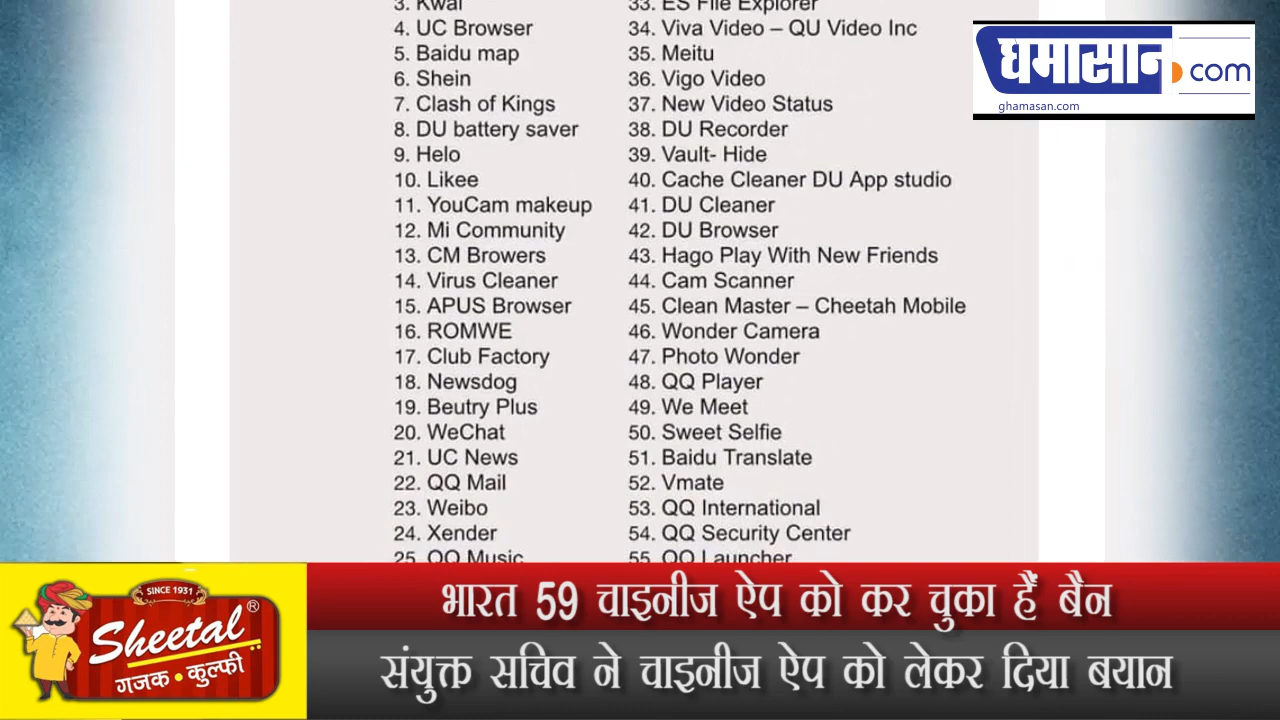 3. Kwai
4. UC Browser
5. Baidu map
6. Shein
7. Clash of Kings
8. DU battery saver
9. Helo
10. Likee
11. YouCam makeup
12. Mi Community
13. CM Browers
14. Virus Cleaner
15. APUS Browser
16. ROMWE
17. Club Factory
18. Newsdog
19. Beutry Plus
20. WeChat
21. UC News
22. QQ Mail
23. Weibo
24. Xender
25. QQ Music
33. ES File Explorer
34. Viva Video – QU Video Inc
35. Meitu
36. Vigo Video
37. New Video Status
38. DU Recorder
39. Vault- Hide
40. Cache Cleaner DU App studio
41. DU Cleaner
42. DU Browser
43. Hago Play With New Friends
44. Cam Scanner
45. Clean Master – Cheetah Mobile
46. Wonder Camera
47. Photo Wonder
48. QQ Player
49. We Meet
50. Sweet Selfie
51. Baidu Translate
52. Vmate
53. QQ International
54. QQ Security Center
55. QQ Launcher
घमासान.com
ghamasan.com
SINCE 1931
Sheetal®
गजक • कुल्फी
भारत 59 चाइनीज ऐप को कर चुका हैं बैन
संयुक्त सचिव ने चाइनीज ऐप को लेकर दिया बयान